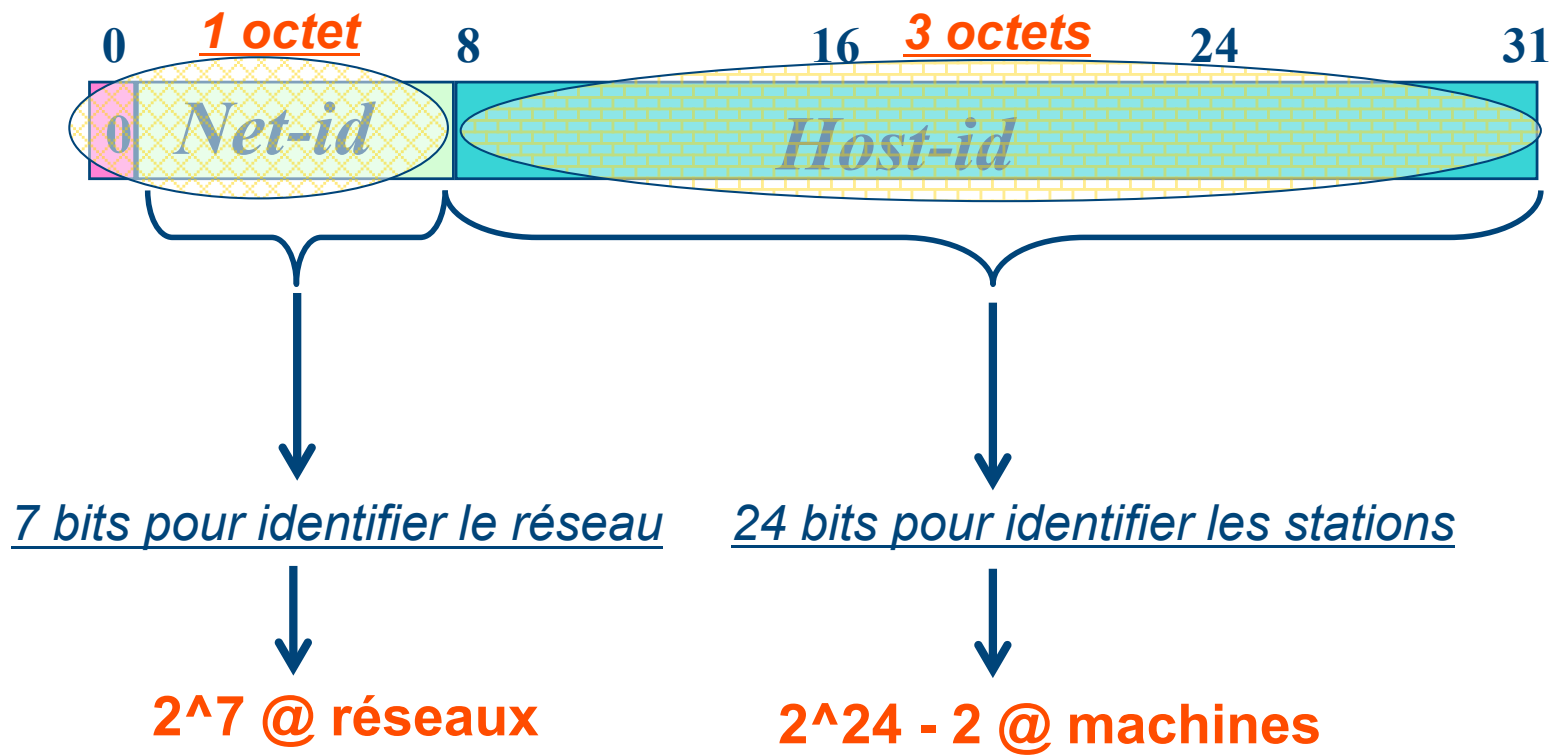 0 1 octet 8 16 3 octets 24 31
0 Net-id Host-id
7 bits pour identifier le réseau 24 bits pour identifier les stations
2^7 @ réseaux 2^24 - 2 @ machines